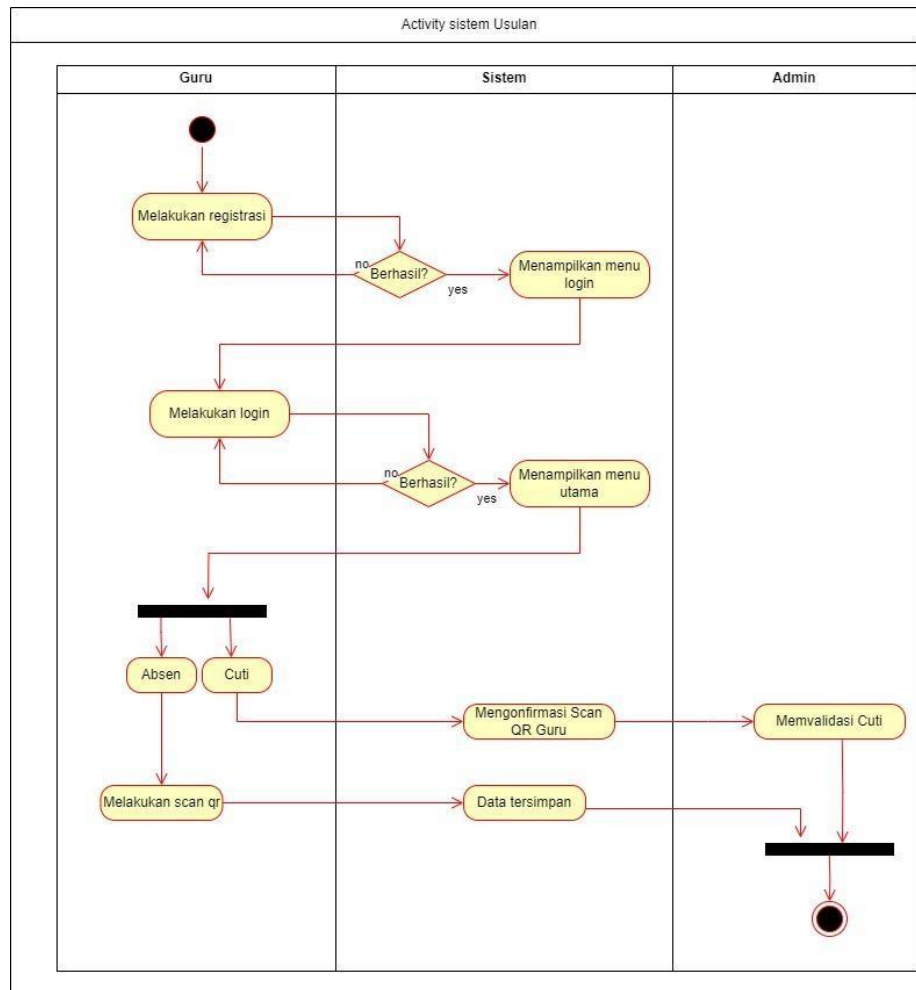 Activity sistem Usulan
Guru
Sistem
Admin
Melakukan registrasi
no
Berhasil?
yes
Menampilkan menu
login
Melakukan login
no
Berhasil?
yes
Menampilkan menu
utama
Absen
Cuti
Mengonfirmasi Scan
QR Guru
Memvalidasi Cuti
Melakukan scan qr
Data tersimpan